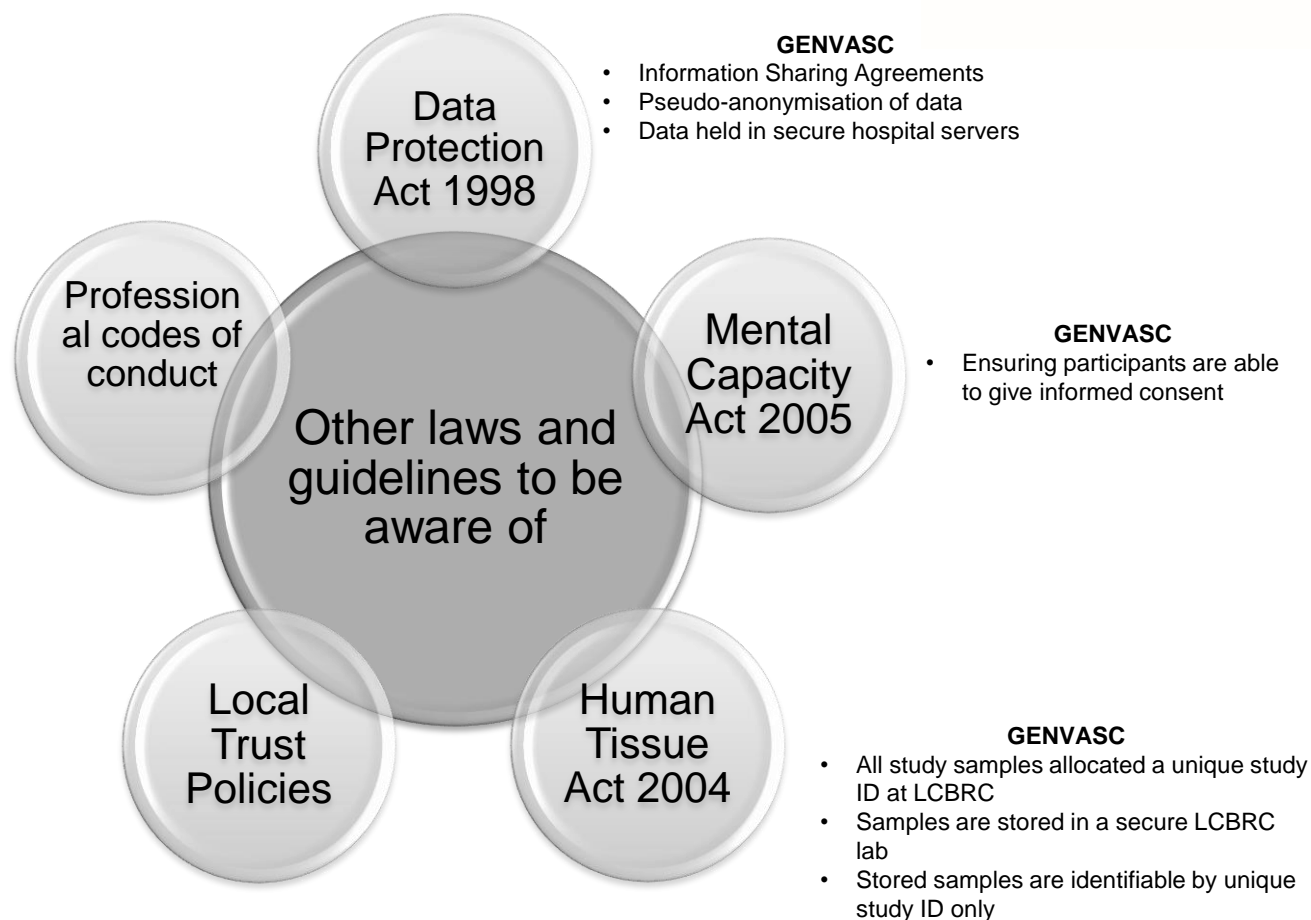 GENVASC
• Information Sharing Agreements
• Pseudo-anonymisation of data
• Data held in secure hospital servers
Data
Protection
Act 1998
Profession
al codes of
conduct
Mental
Capacity
Act 2005
GENVASC
• Ensuring participants are able
to give informed consent
Other laws and
guidelines to be
aware of
Local
Trust
Policies
Human
Tissue
Act 2004
GENVASC
• All study samples allocated a unique study
ID at LCBRC
• Samples are stored in a secure LCBRC
lab
• Stored samples are identifiable by unique
study ID only